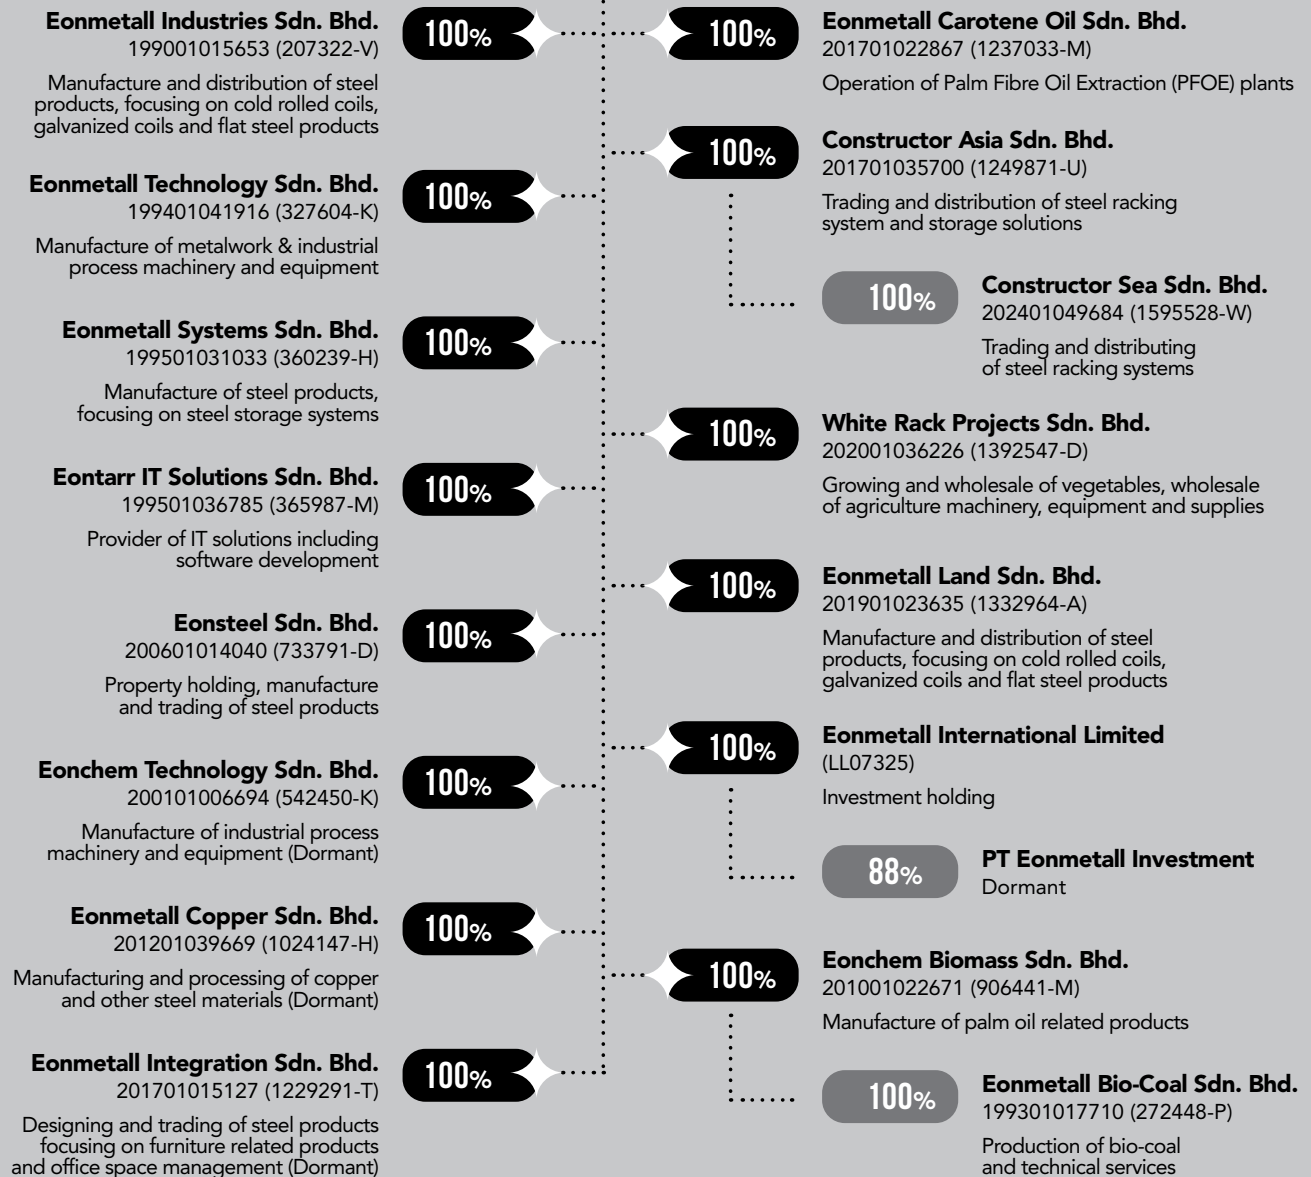 Eonmetall Industries Sdn. Bhd.
199001015653 (207322-V)
Manufacture and distribution of steel
products, focusing on cold rolled coils,
galvanized coils and flat steel products
100%
Eonmetall Technology Sdn. Bhd.
199401041916 (327604-K)
Manufacture of metalwork & industrial
process machinery and equipment
100%
Eonmetall Systems Sdn. Bhd.
199501031033 (360239-H)
Manufacture of steel products,
focusing on steel storage systems
100%
Eontarr IT Solutions Sdn. Bhd.
199501036785 (365987-M)
Provider of IT solutions including
software development
100%
Eonsteel Sdn. Bhd.
200601014040 (733791-D)
Property holding, manufacture
and trading of steel products
100%
Eonchem Technology Sdn. Bhd.
200101006694 (542450-K)
Manufacture of industrial process
machinery and equipment (Dormant)
100%
Eonmetall Copper Sdn. Bhd.
201201039669 (1024147-H)
Manufacturing and processing of copper
and other steel materials (Dormant)
100%
Eonmetall Integration Sdn. Bhd.
201701015127 (1229291-T)
Designing and trading of steel products
focusing on furniture related products
and office space management (Dormant)
100%
100%
Eonmetall Carotene Oil Sdn. Bhd.
201701022867 (1237033-M)
Operation of Palm Fibre Oil Extraction (PFOE) plants
100%
Constructor Asia Sdn. Bhd.
201701035700 (1249871-U)
Trading and distribution of steel racking
system and storage solutions
100%
Constructor Sea Sdn. Bhd.
202401049684 (1595528-W)
Trading and distributing
of steel racking systems
100%
White Rack Projects Sdn. Bhd.
202001036226 (1392547-D)
Growing and wholesale of vegetables, wholesale
of agriculture machinery, equipment and supplies
100%
Eonmetall Land Sdn. Bhd.
201901023635 (1332964-A)
Manufacture and distribution of steel
products, focusing on cold rolled coils,
galvanized coils and flat steel products
100%
Eonmetall International Limited
(LL07325)
Investment holding
88%
PT Eonmetall Investment
Dormant
100%
Eonchem Biomass Sdn. Bhd.
201001022671 (906441-M)
Manufacture of palm oil related products
100%
Eonmetall Bio-Coal Sdn. Bhd.
199301017710 (272448-P)
Production of bio-coal
and technical services